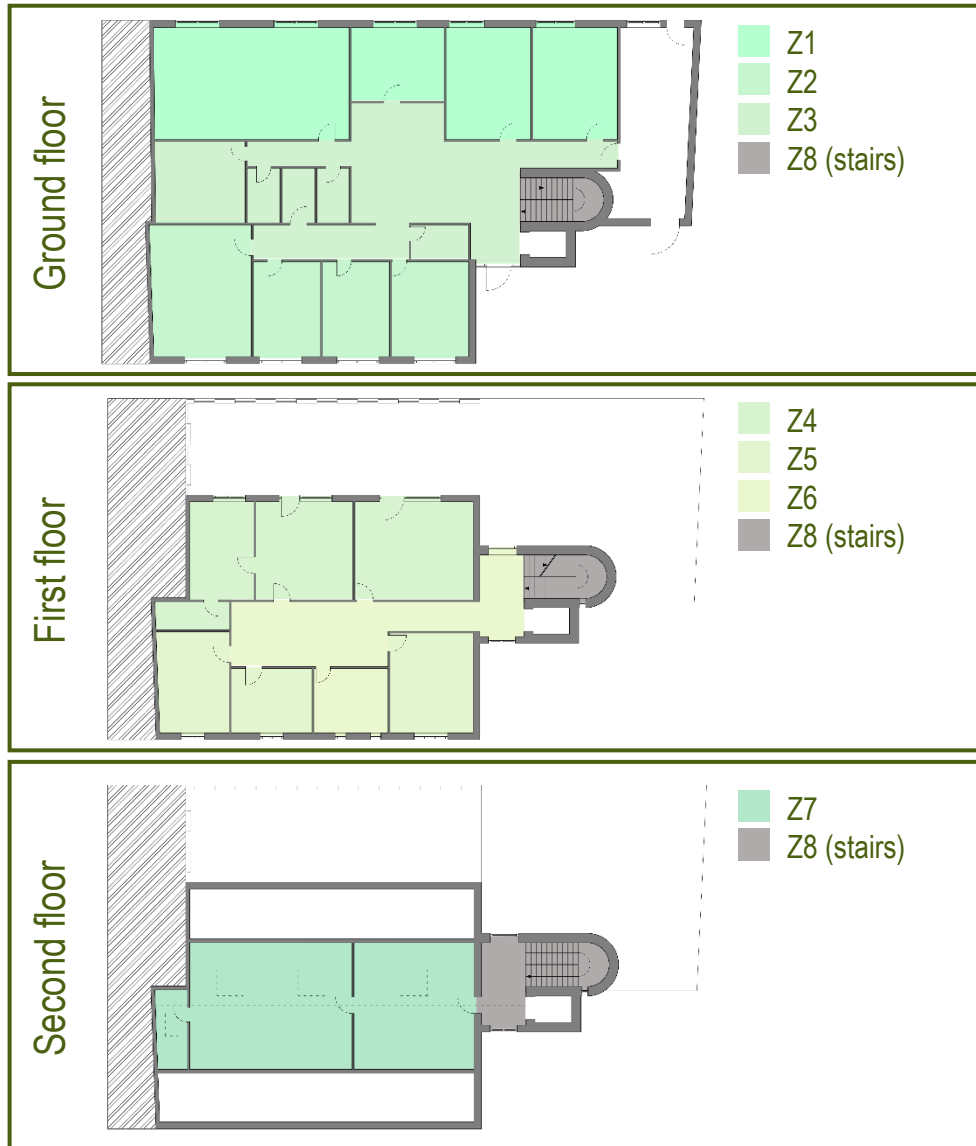 Ground floor
Z1
Z2
Z3
Z8 (stairs)
First floor
Z4
Z5
Z6
Z8 (stairs)
Second floor
Z7
Z8 (stairs)